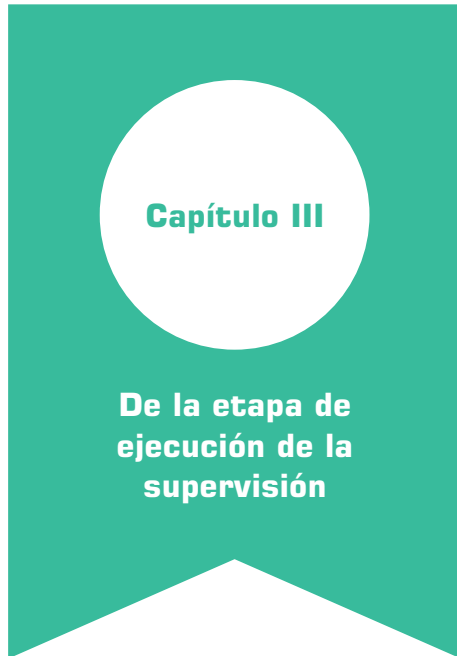 Capítulo III
De la etapa de
ejecución de la
supervisión